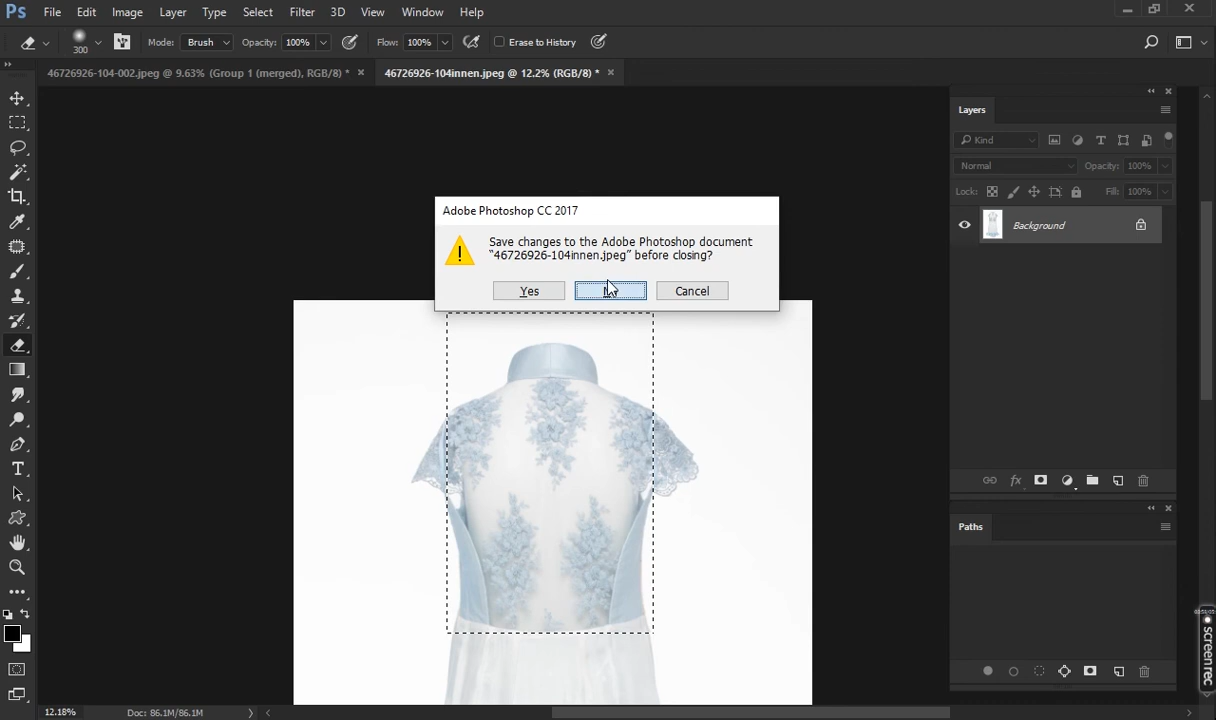 Ps File Edit Image Layer Type Select Filter 3D View Window Help
300 Mode: Brush Opacity: 100% Flow: 100% Erase to History
46726926-104-002.jpeg @ 9.63% (Group 1 (merged), RGB/8) * × 46726926-104innen.jpeg @ 12.2% (RGB/8) * ×
Layers
Kind
Normal Opacity: 100%
Lock: Fill: 100%
Background
Adobe Photoshop CC 2017
Save changes to the Adobe Photoshop document
“46726926-104innen.jpeg” before closing?
Yes Cancel
fx
Paths
screen rec
12.18% Doc: 86.1M/86.1M